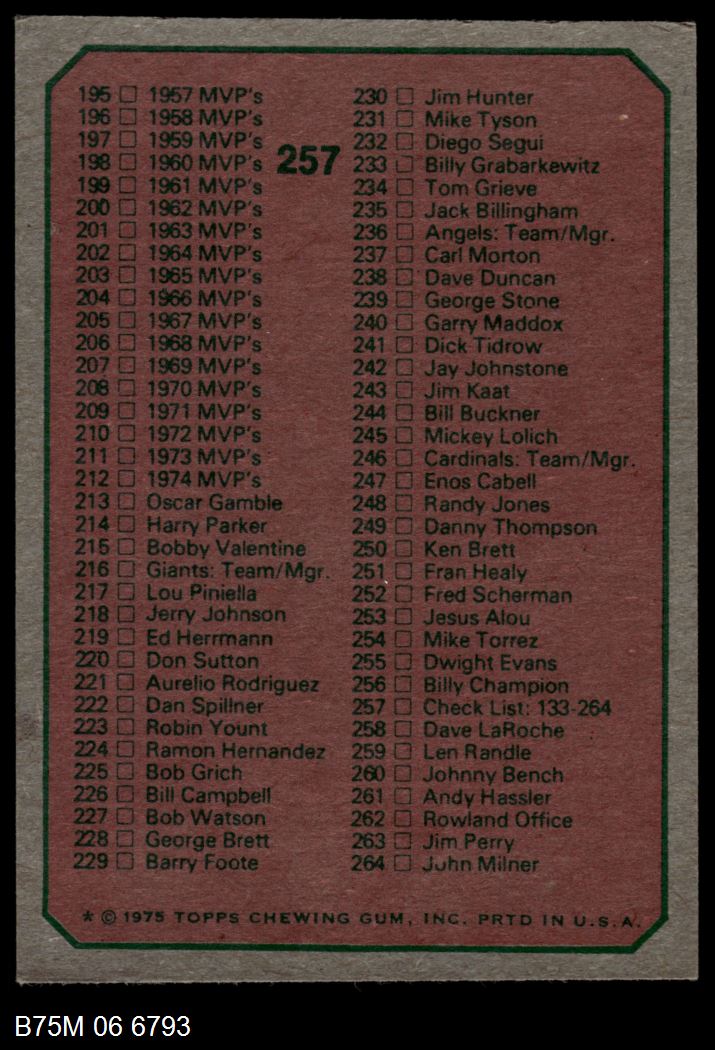 195 □ 1957 MVP's
196 □ 1958 MVP's
197 □ 1959 MVP's
198 □ 1960 MVP's
199 □ 1961 MVP's
200 □ 1962 MVP's
201 □ 1963 MVP's
202 □ 1964 MVP's
203 □ 1965 MVP's
204 □ 1966 MVP's
205 □ 1967 MVP's
206 □ 1968 MVP's
207 □ 1969 MVP's
208 □ 1970 MVP's
209 □ 1971 MVP's
210 □ 1972 MVP's
211 □ 1973 MVP's
212 □ 1974 MVP's
213 □ Oscar Gamble
214 □ Harry Parker
215 □ Bobby Valentine
216 □ Giants: Team/Mgr.
217 □ Lou Piniella
218 □ Jerry Johnson
219 □ Ed Herrmann
220 □ Don Sutton
221 □ Aurelio Rodriguez
222 □ Dan Spillner
223 □ Robin Yount
224 □ Ramon Hernandez
225 □ Bob Grich
226 □ Bill Campbell
227 □ Bob Watson
228 □ George Brett
229 □ Barry Foote
257
230 □ Jim Hunter
231 □ Mike Tyson
232 □ Diego Segui
233 □ Billy Grabarkewitz
234 □ Tom Grieve
235 □ Jack Billingham
236 □ Angels: Team/Mgr.
237 □ Carl Morton
238 □ Dave Duncan
239 □ George Stone
240 □ Garry Maddox
241 □ Dick Tidrow
242 □ Jay Johnstone
243 □ Jim Kaat
244 □ Bill Buckner
245 □ Mickey Lolich
246 □ Cardinals: Team/Mgr.
247 □ Enos Cabell
248 □ Randy Jones
249 □ Danny Thompson
250 □ Ken Brett
251 □ Fran Healy
252 □ Fred Scherman
253 □ Jesus Alou
254 □ Mike Torrez
255 □ Dwight Evans
256 □ Billy Champion
257 □ Check List: 133-264
258 □ Dave LaRoche
259 □ Len Randle
260 □ Johnny Bench
261 □ Andy Hassler
262 □ Rowland Office
263 □ Jim Perry
264 □ John Milner
* © 1975 TOPPS CHEWING GUM, INC. PRTD IN U.S.A.
B75M 06 6793